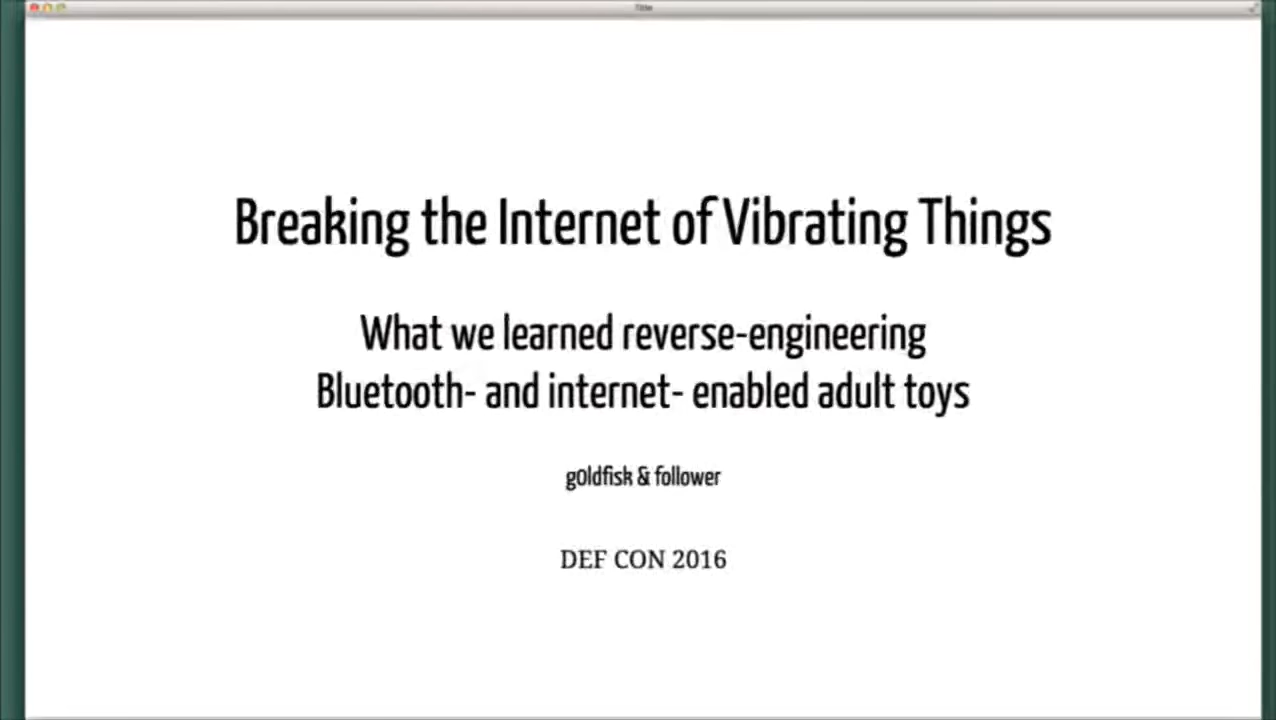 Title
Breaking the Internet of Vibrating Things
What we learned reverse-engineering
Bluetooth- and internet- enabled adult toys
g0ldfisk & follower
DEF CON 2016